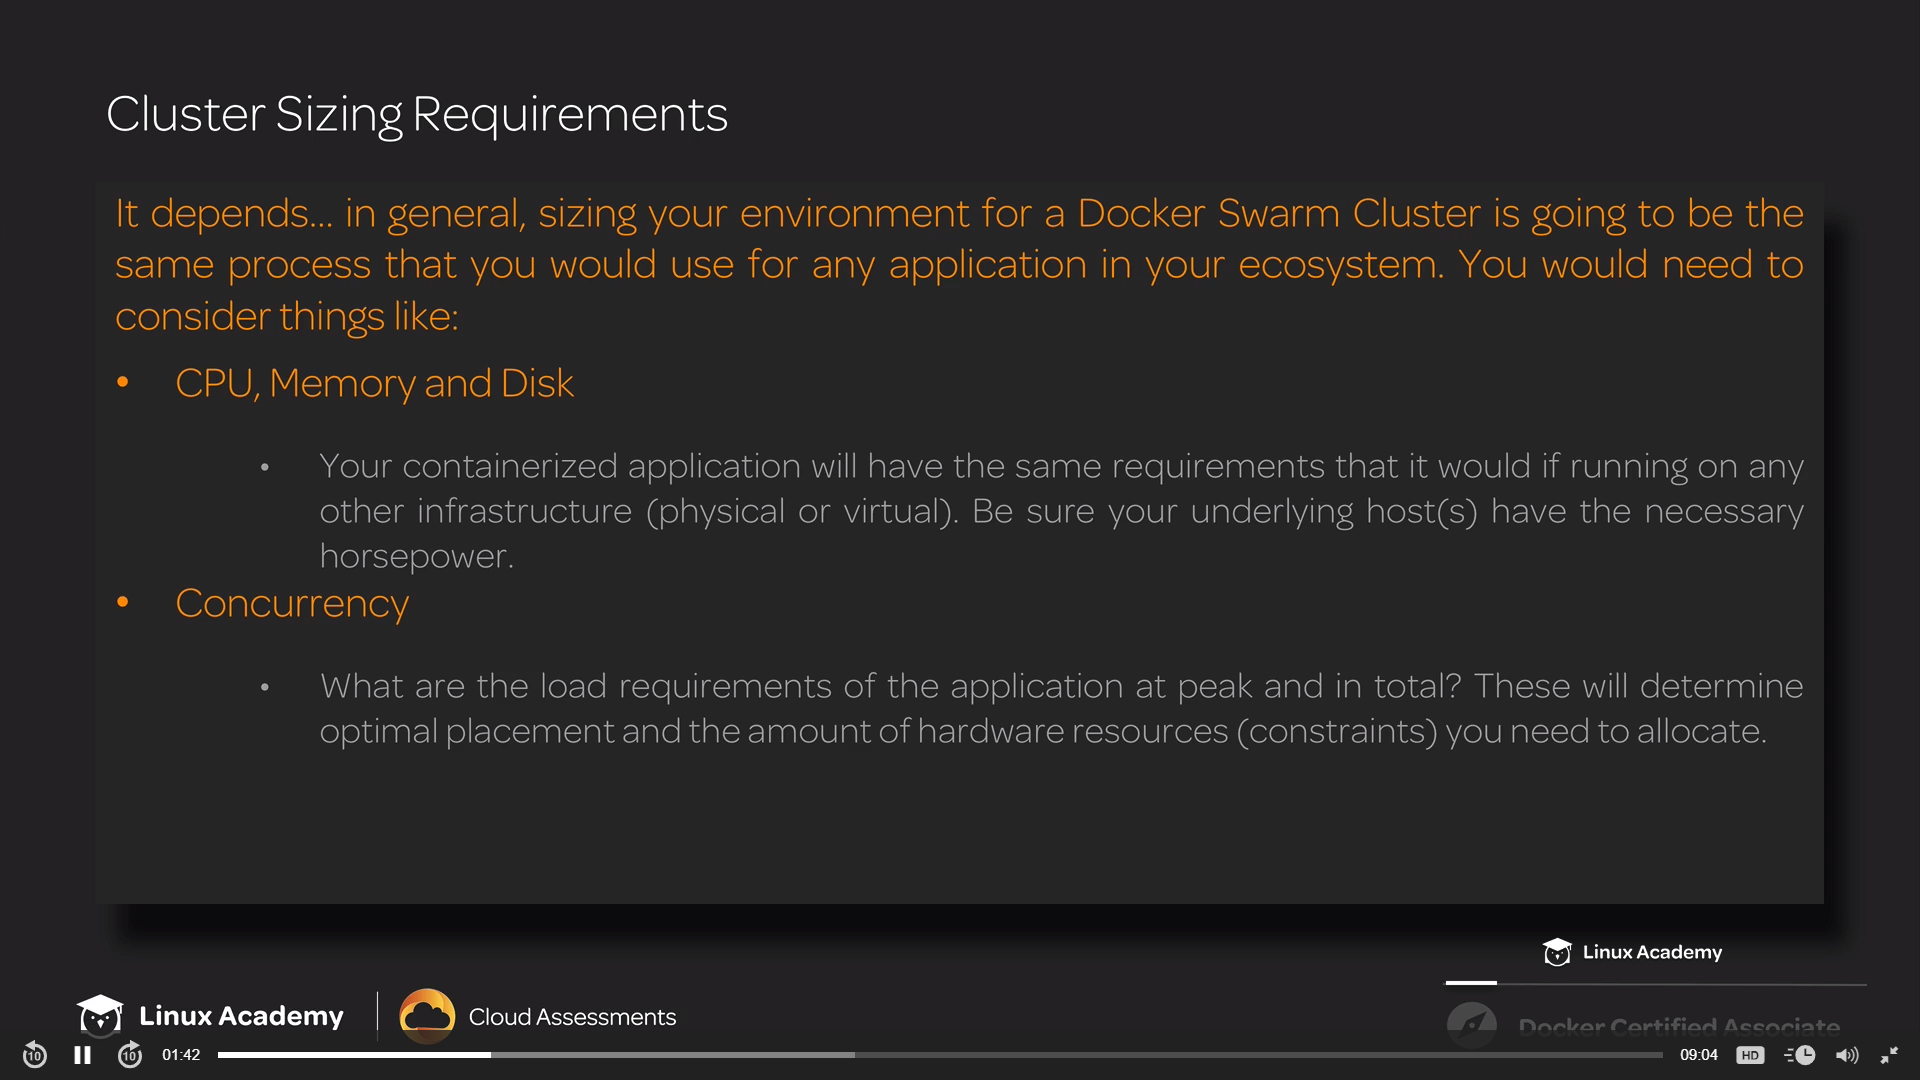 Cluster Sizing Requirements
It depends... in general, sizing your environment for a Docker Swarm Cluster is going to be the
same process that you would use for any application in your ecosystem. You would need to
consider things like:
• CPU, Memory and Disk
• Your containerized application will have the same requirements that it would if running on any
other infrastructure (physical or virtual). Be sure your underlying host(s) have the necessary
horsepower.
• Concurrency
• What are the load requirements of the application at peak and in total? These will determine
optimal placement and the amount of hardware resources (constraints) you need to allocate.
Linux Academy
Linux Academy
Cloud Assessments
Docker Certified Associate
10
10
01:42
09:04
HD